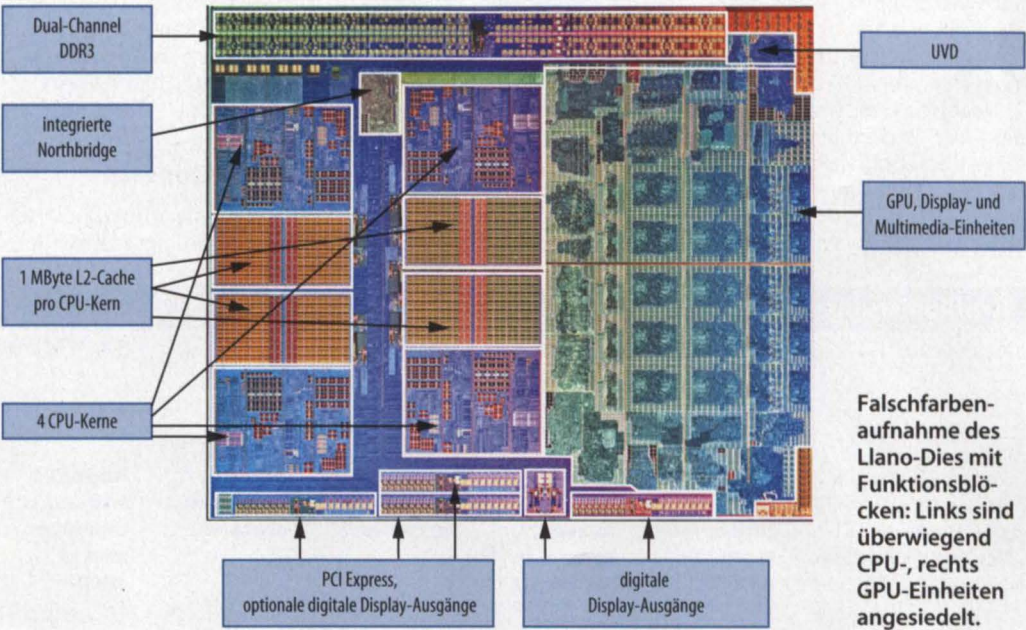 Dual-Channel
DDR3
UVD
integrierte
Northbridge
GPU, Display- und
Multimedia-Einheiten
1 MByte L2-Cache
pro CPU-Kern
4 CPU-Kerne
Falschfarben-
aufnahme des
Llano-Dies mit
Funktionsblö-
cken: Links sind
überwiegend
CPU-, rechts
GPU-Einheiten
angesiedelt.
PCI Express,
optionale digitale Display-Ausgänge
digitale
Display-Ausgänge